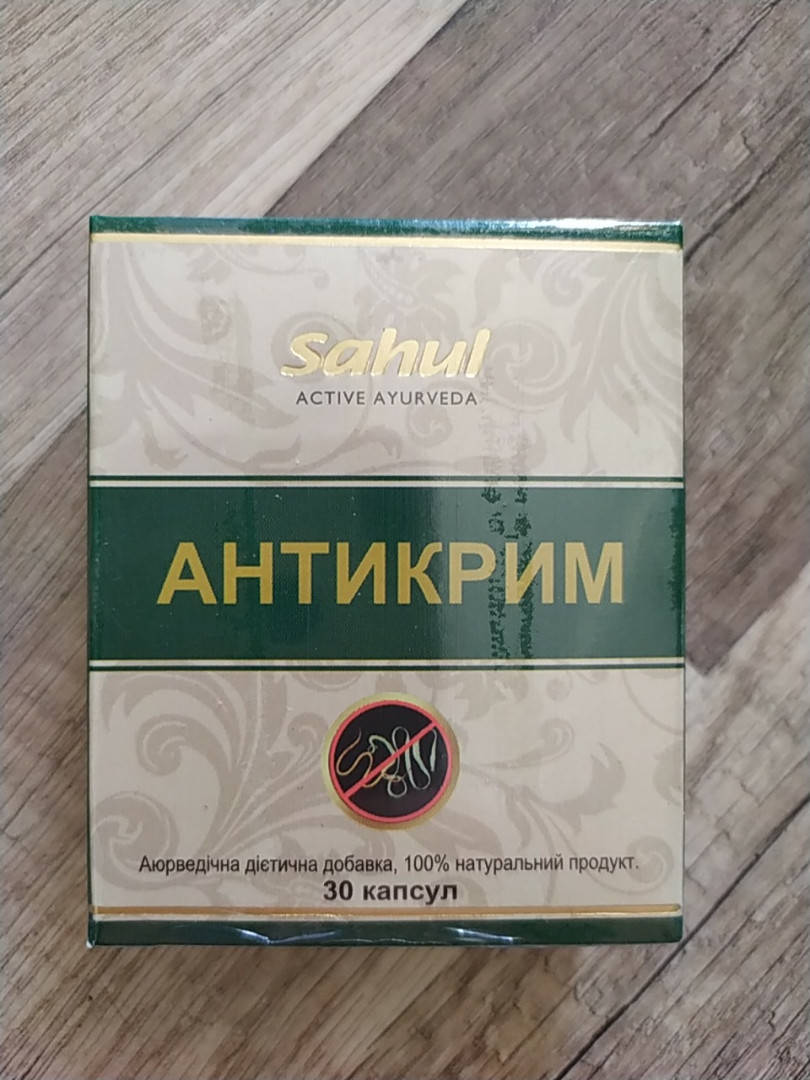 Sahul
ACTIVE AYURVEDA
АНТИКРИМ
Аюрведічна дієтична добавка, 100% натуральний продукт.
30 капсул